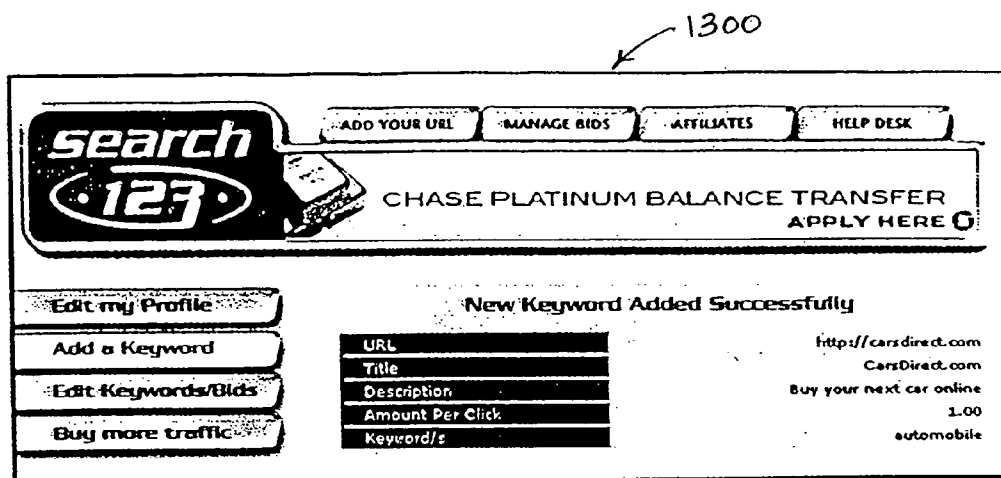 1300
search
123
ADD YOUR URL MANAGE BIDS AFFILIATES HELP DESK
CHASE PLATINUM BALANCE TRANSFER
APPLY HERE
Edit my Profile
Add a Keyword
Edit Keywords/Bids
Buy more traffic
New Keyword Added Successfully
URL http://carsdirect.com
Title CarsDirect.com
Description Buy your next car online
Amount Per Click 1.00
Keyword/s automobile